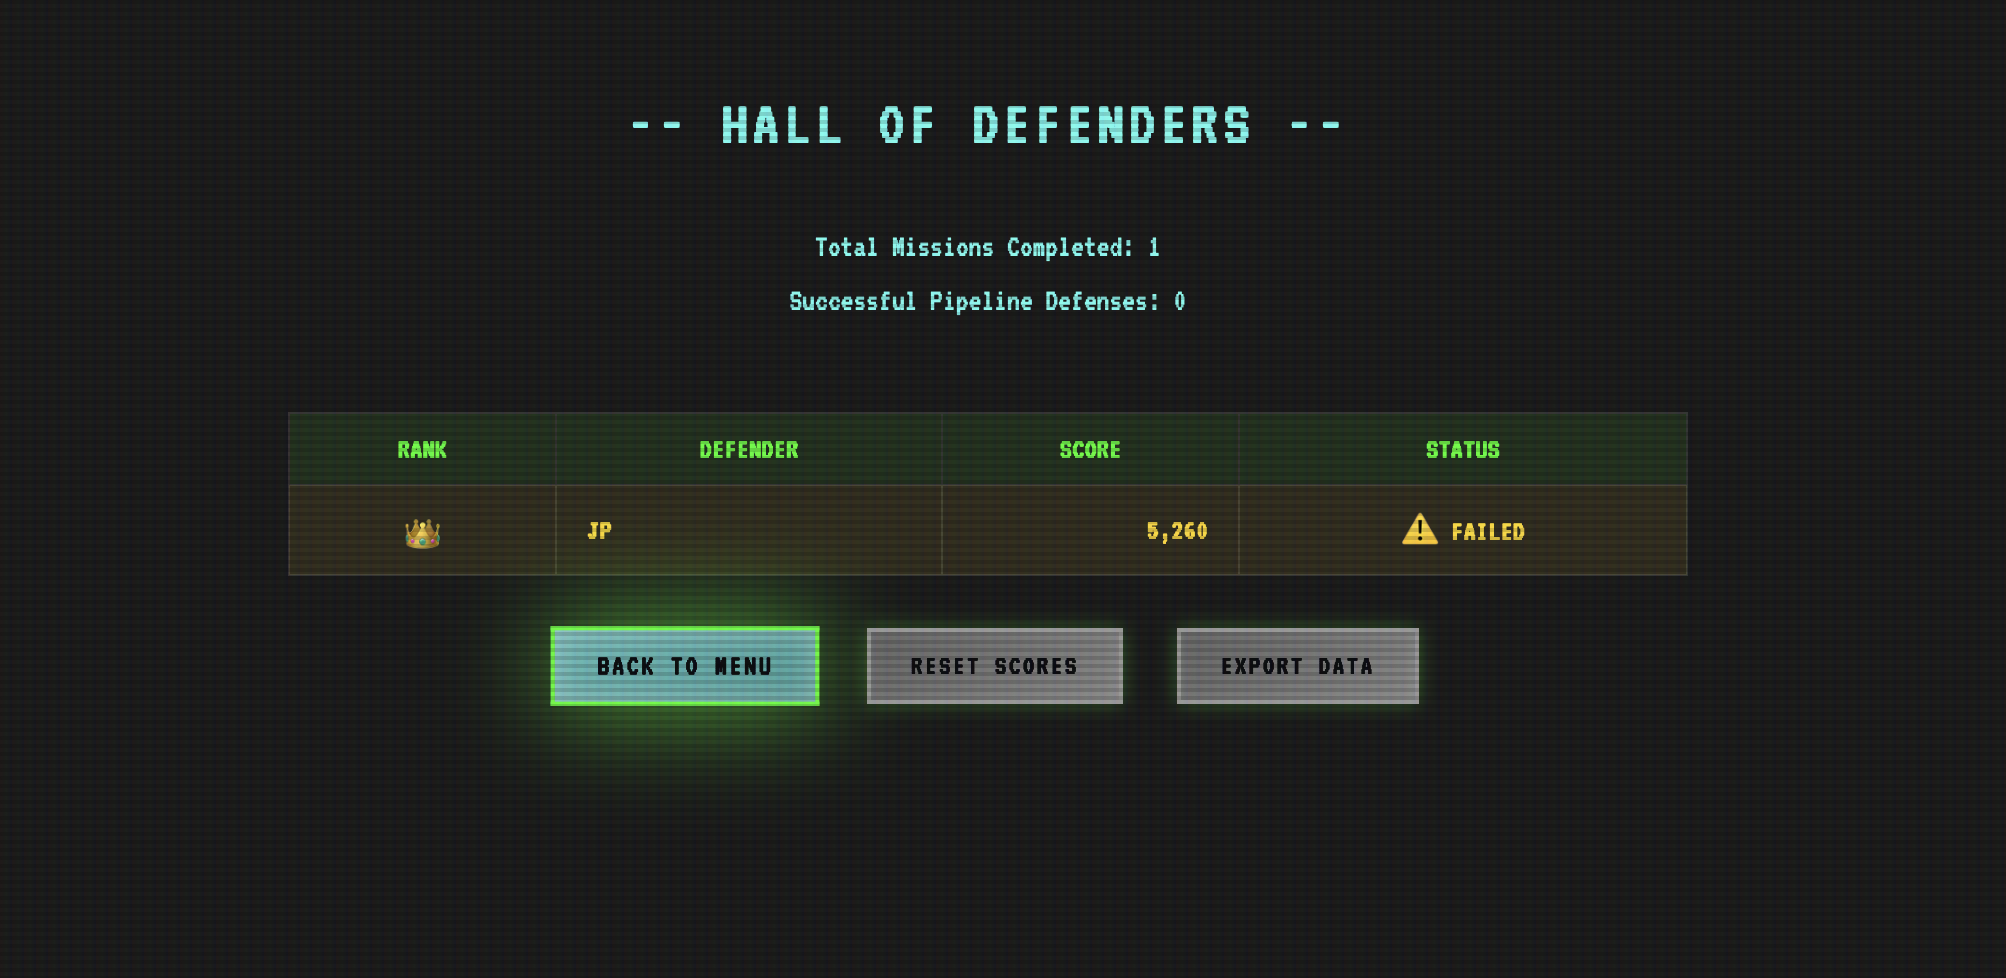 -- HALL OF DEFENDERS --
Total Missions Completed: 1
Successful Pipeline Defenses: 0
RANK DEFENDER SCORE STATUS
JP 5,260 FAILED
BACK TO MENU RESET SCORES EXPORT DATA